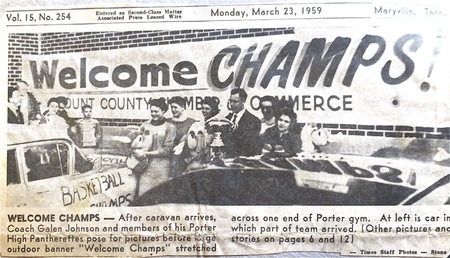 Vol. 15, No. 254
Entered as Second-Class Matter
Associated Press Leased Wire
Monday, March 23, 1959
Maryville, Tenn.
Welcome CHAMPS!
OUNT COUNTY COMMERCE
BASKETBALL
CHAMPS
WELCOME CHAMPS — After caravan arrives,
Coach Galen Johnson and members of his Porter
High Pantherettes pose for pictures before huge
outdoor banner "Welcome Champs" stretched
across one end of Porter gym. At left is car in
which part of team arrived. [Other pictures and
stories on pages 6 and 12]
— Times Staff Photos — Stone